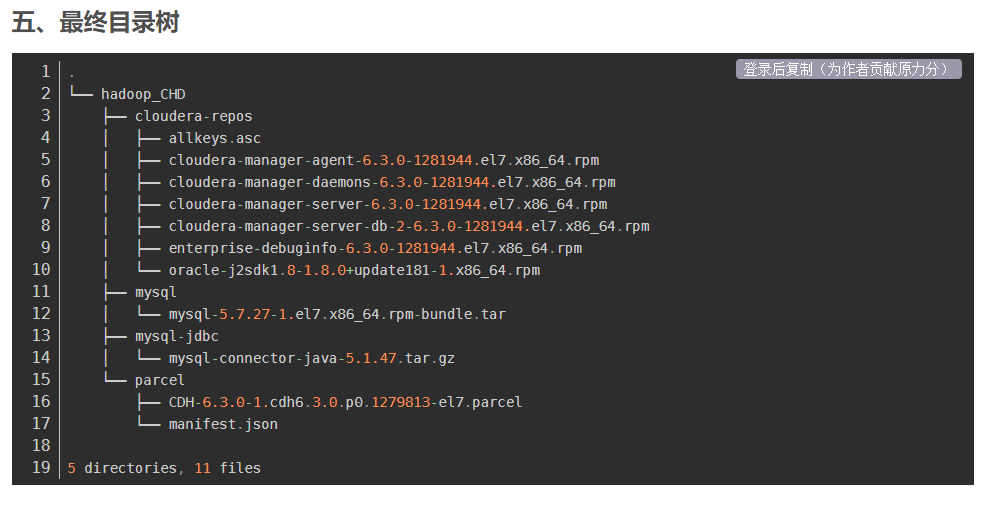 五、最终目录树
登录后复制（为作者贡献原力分）
1 .
2 └── hadoop_CHD
3     ├── cloudera-repos
4     │   ├── allkeys.asc
5     │   ├── cloudera-manager-agent-6.3.0-1281944.el7.x86_64.rpm
6     │   ├── cloudera-manager-daemons-6.3.0-1281944.el7.x86_64.rpm
7     │   ├── cloudera-manager-server-6.3.0-1281944.el7.x86_64.rpm
8     │   ├── cloudera-manager-server-db-2-6.3.0-1281944.el7.x86_64.rpm
9     │   ├── enterprise-debuginfo-6.3.0-1281944.el7.x86_64.rpm
10     │   └── oracle-j2sdk1.8-1.8.0+update181-1.x86_64.rpm
11     ├── mysql
12     │   └── mysql-5.7.27-1.el7.x86_64.rpm-bundle.tar
13     ├── mysql-jdbc
14     │   └── mysql-connector-java-5.1.47.tar.gz
15     └── parcel
16         ├── CDH-6.3.0-1.cdh6.3.0.p0.1279813-el7.parcel
17         └── manifest.json
18
19 5 directories, 11 files